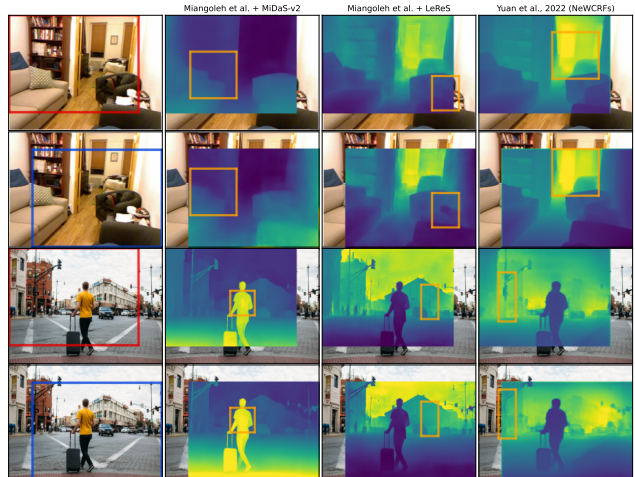 Miangoleh et al. + MiDaS-v2
Miangoleh et al. + LeReS
Yuan et al., 2022 (NeWCRFs)